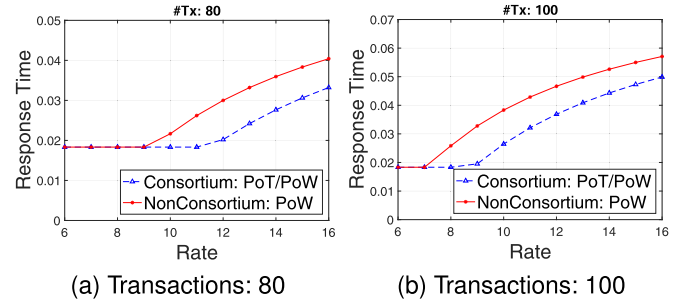 #Tx: 80
0.05
0.04
0.03
0.02
0.01
0
Response Time
Consortium: PoT/PoW
NonConsortium: PoW
6 8 10 12 14 16
Rate
(a) Transactions: 80
#Tx: 100
0.07
0.06
0.05
0.04
0.03
0.02
0.01
0
Response Time
Consortium: PoT/PoW
NonConsortium: PoW
6 8 10 12 14 16
Rate
(b) Transactions: 100